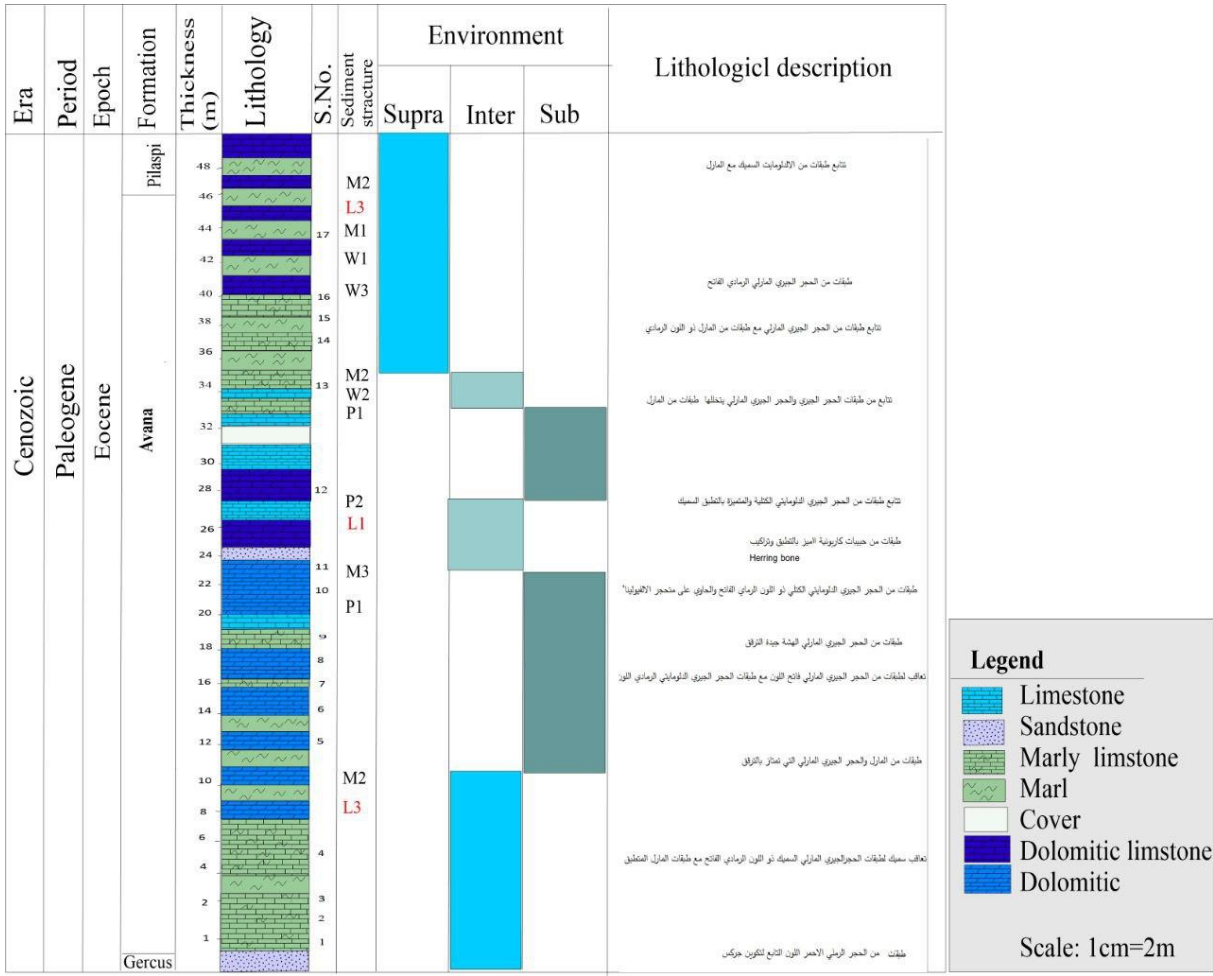 Era
Period
Epoch
Formation
Thickness
(m)
Lithology
S.No.
Sediment
stracture
Environment
Supra
Inter
Sub
Lithologicl description
Cenozoic
Paleogene
Eocene
Pilaspi
Avana
Gercus
48
46
44
42
40
38
36
34
32
30
28
26
24
22
20
18
16
14
12
10
8
6
4
2
1
17
16
15
14
13
12
11
10
9
8
7
6
5
4
3
2
1
M2
L3
M1
W1
W3
M2
W2
P1
P2
L1
M3
P1
M2
L3
تتابع طبقات من الالدلومايت السميك مع المارل
طبقات من الحجر الجيري المارلي الرمادي الفاتح
تتابع طبقات من الحجر الجيري المارلي مع طبقات من المارل ذو اللون الرمادي
تتابع من طبقات الحجر الجيري والحجر الجيري المارلي يتخللها طبقات من المارل
تتابع طبقات من الحجر الجيري الدلومايتي الكتلية والمتميزة بالتطبق السميك
طبقات من حبيبات كاربونية اميز بالتطبق وتراكيب
Herring bone
طبقات من الحجر الجيري الدلومايتي الكتلي ذو اللون الرماي الفاتح والحاوي على متحجر
طبقات من الحجر الجيري المارلي الهشة جيدة الترقق
تعاقب لطبقات من الحجر الجيري المارلي فاتح اللون مع طبقات الحجر الجيري الدلومايتي الرمادي اللون
طبقات من المارل والحجر الجيري المارلي التي تمتاز بالترقق
تعاقب سميك لطبقات الحجرالجيري المارلي السميك ذو اللون الرمادي الفاتح مع طبقات المارل المتطبق
طبقات من الحجر الرملي الاحمر اللون التابع لتكوين جركس
Legend
Limestone
Sandstone
Marly limstone
Marl
Cover
Dolomitic limstone
Dolomitic
Scale: 1cm=2m